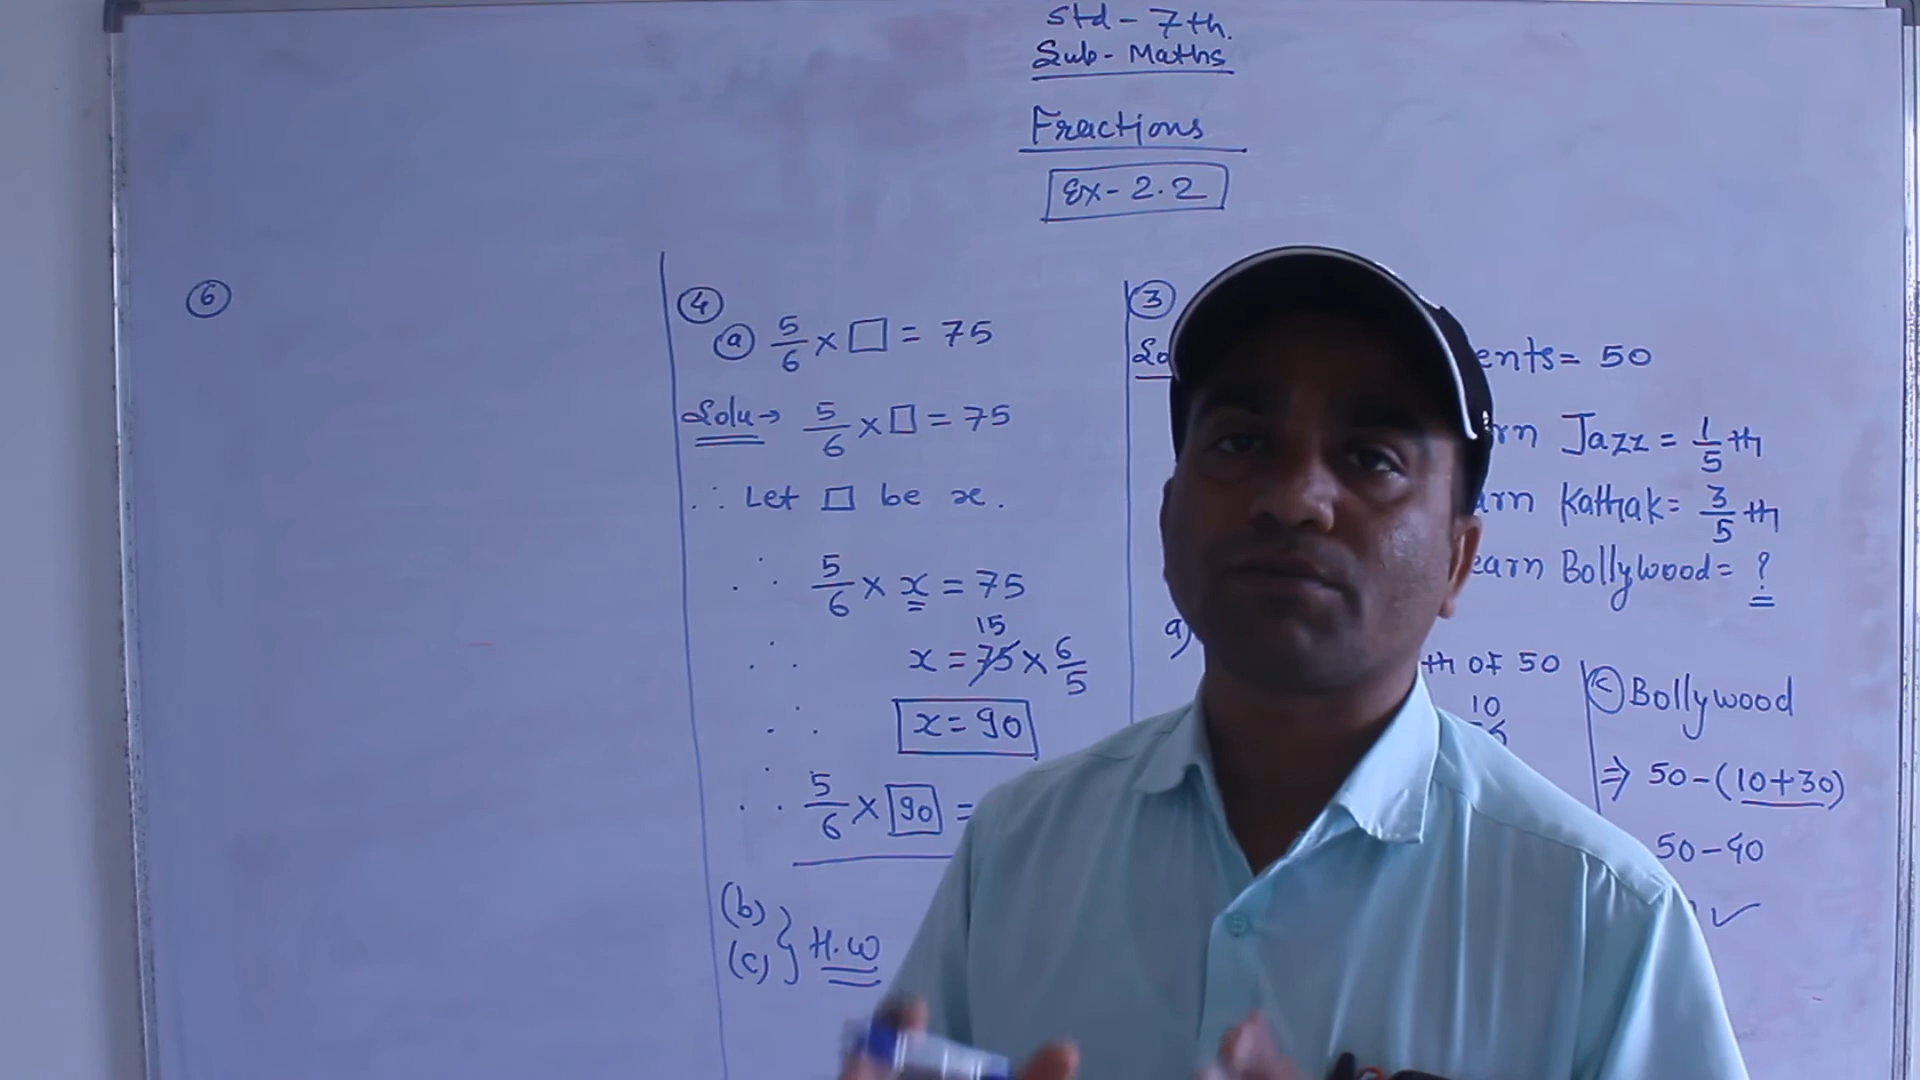 Std - 7th.
Sub - Maths
Fractions
Ex - 2.2
6
4
a 5/6 × □ = 75
Solu → 5/6 × □ = 75
∴ Let □ be x.
∴ 5/6 × x = 75
15
∴ x = 75 × 6/5
∴ x = 90
∴ 5/6 × 90 =
(b)
(c) } H.W
3
ents = 50
Jazz = 1/5 th
Kathak = 3/5 th
earn Bollywood = ?
a)
th of 50
10
c Bollywood
⇒ 50 - (10 + 30)
50 - 40
✓